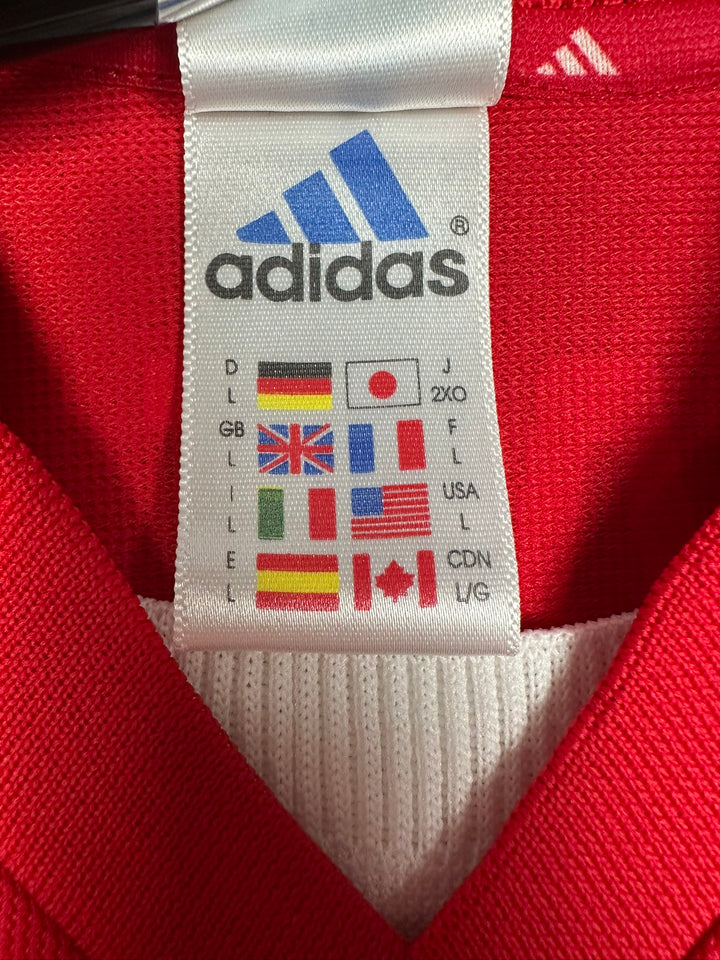 adidas®
D J
L 2XO
GB F
L L
I USA
L L
E CDN
L L/G